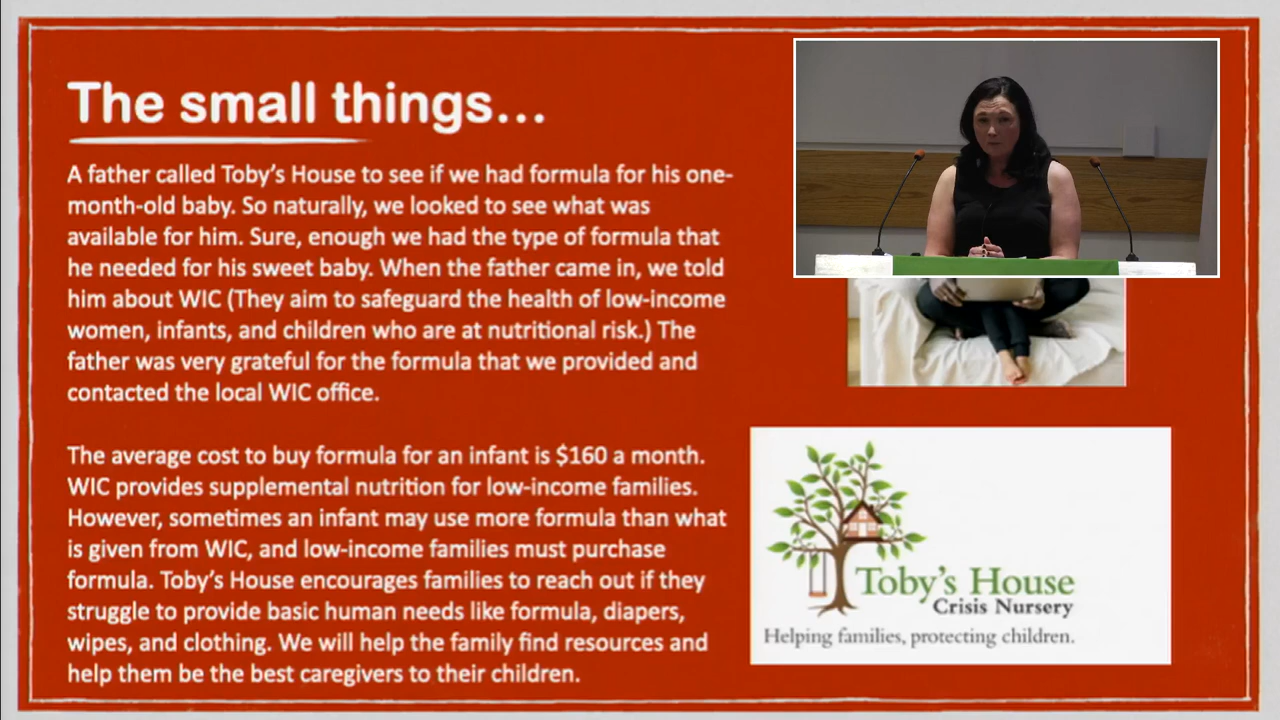 The small things...
A father called Toby's House to see if we had formula for his one-
month-old baby. So naturally, we looked to see what was
available for him. Sure, enough we had the type of formula that
he needed for his sweet baby. When the father came in, we told
him about WIC (They aim to safeguard the health of low-income
women, infants, and children who are at nutritional risk.) The
father was very grateful for the formula that we provided and
contacted the local WIC office.
The average cost to buy formula for an infant is $160 a month.
WIC provides supplemental nutrition for low-income families.
However, sometimes an infant may use more formula than what
is given from WIC, and low-income families must purchase
formula. Toby's House encourages families to reach out if they
struggle to provide basic human needs like formula, diapers,
wipes, and clothing. We will help the family find resources and
help them be the best caregivers to their children.
Toby's House
Crisis Nursery
Helping families, protecting children.